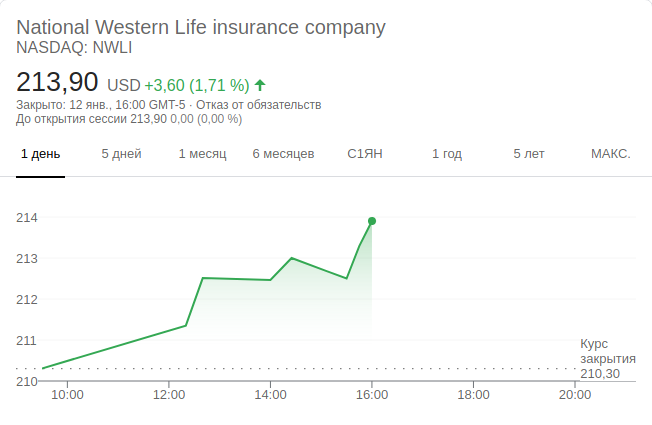 National Western Life insurance company
NASDAQ: NWLI
213,90 USD +3,60 (1,71 %)
Закрыто: 12 янв., 16:00 GMT-5 · Отказ от обязательств
До открытия сессии 213,90 0,00 (0,00 %)
1 день 5 дней 1 месяц 6 месяцев С1ЯН 1 год 5 лет МАКС.
214
213
212
211
210
Курс
закрытия
210,30
10:00 12:00 14:00 16:00 18:00 20:00